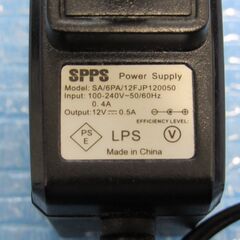 SPPS Power Supply
Model: SA/6PA/12FJP120050
Input: 100-240V~50/60Hz
0.4A
Output:12V⎓0.5A
EFFICIENCY LEVEL:
PS
E
LPS
V
Made in China